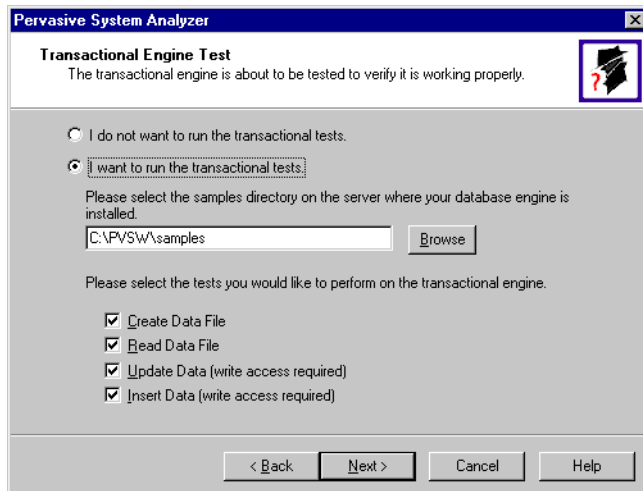 Pervasive System Analyzer
Transactional Engine Test
The transactional engine is about to be tested to verify it is working properly.
?
I do not want to run the transactional tests.
I want to run the transactional tests.
Please select the samples directory on the server where your database engine is
installed.
C:\PVSW\samples
Browse
Please select the tests you would like to perform on the transactional engine.
Create Data File
Read Data File
Update Data (write access required)
Insert Data (write access required)
< Back
Next >
Cancel
Help